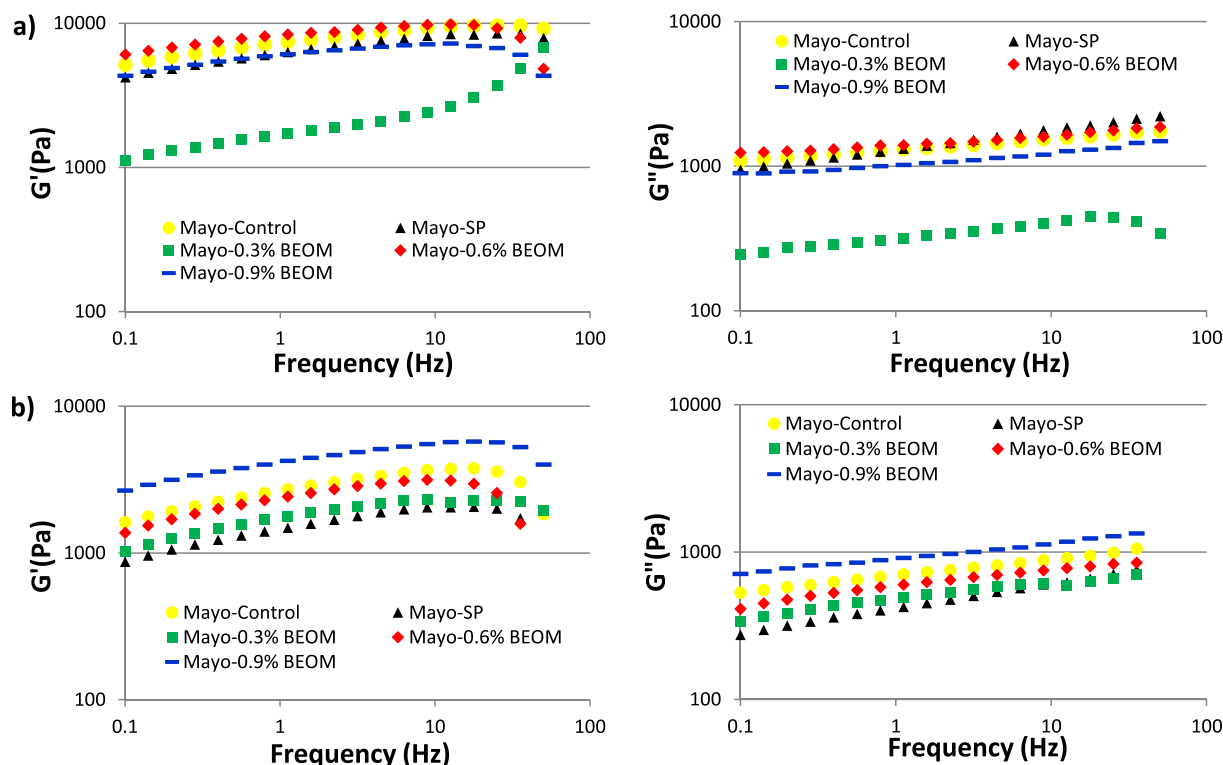 a)
10000
1000
100
G'(Pa)
Mayo-Control
Mayo-SP
Mayo-0.3% BEOM
Mayo-0.6% BEOM
Mayo-0.9% BEOM
0.1
1
10
100
Frequency (Hz)
10000
1000
100
G"(Pa)
Mayo-Control
Mayo-SP
Mayo-0.3% BEOM
Mayo-0.6% BEOM
Mayo-0.9% BEOM
0.1
1
10
100
Frequency (Hz)
b)
10000
1000
100
G'(Pa)
Mayo-Control
Mayo-SP
Mayo-0.3% BEOM
Mayo-0.6% BEOM
Mayo-0.9% BEOM
0.1
1
10
100
Frequency (Hz)
10000
1000
100
G"(Pa)
Mayo-Control
Mayo-SP
Mayo-0.3% BEOM
Mayo-0.6% BEOM
Mayo-0.9% BEOM
0.1
1
10
100
Frequency (Hz)